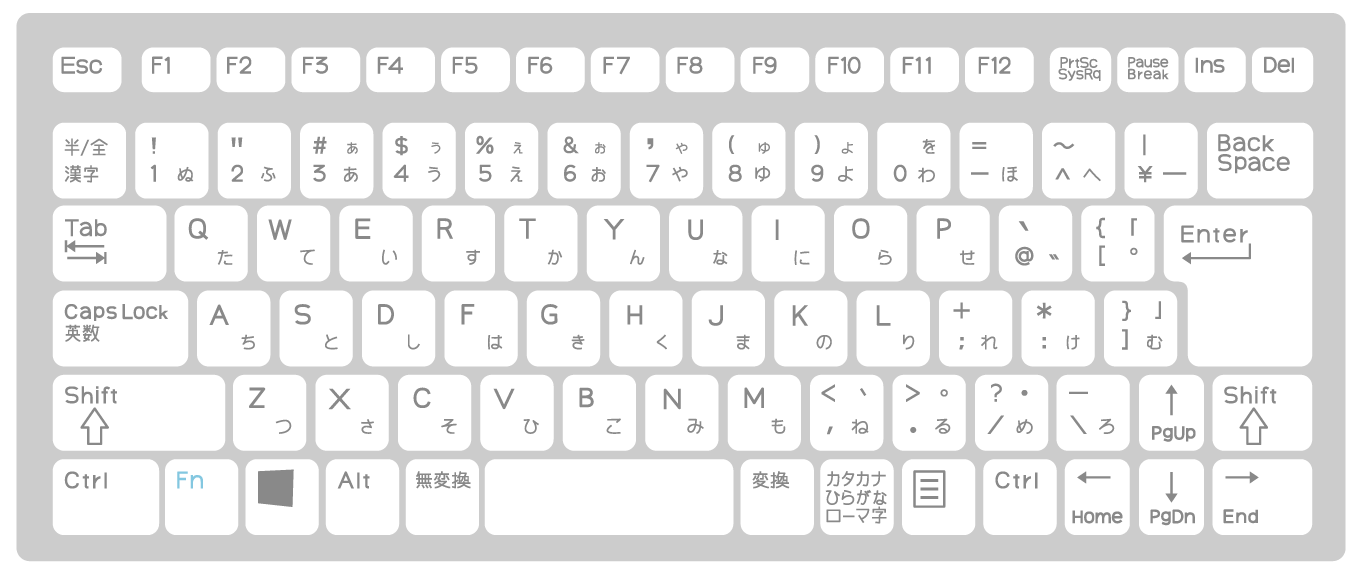 Esc F1 F2 F3 F4 F5 F6 F7 F8 F9 F10 F11 F12 PrtSc Pause Ins Del
SysRq Break
半/全 ! " # ぁ $ ぅ % ぇ & ぉ ' ゃ ( ゅ ) ょ を = ~ | Back
漢字 1 ぬ 2 ふ 3 あ 4 う 5 え 6 お 7 や 8 ゆ 9 よ 0 わ ー ほ ^ へ ¥ ー Space
Tab Q W E R T Y U I O P ` { 「 Enter
た て い す か ん な に ら せ @ ゛ [ ゜
Caps Lock A S D F G H J K L + * } 」
英数 ち と し は き く ま の り ; れ : け ] む
Shift Z X C V B N M < 、 > 。 ? ・ ー ↑ Shift
つ さ そ ひ こ み も , ね . る / め \ ろ PgUp
Ctrl Fn Alt 無変換 変換 カタカナ Ctrl ← ↓ →
ひらがな
ローマ字 Home PgDn End